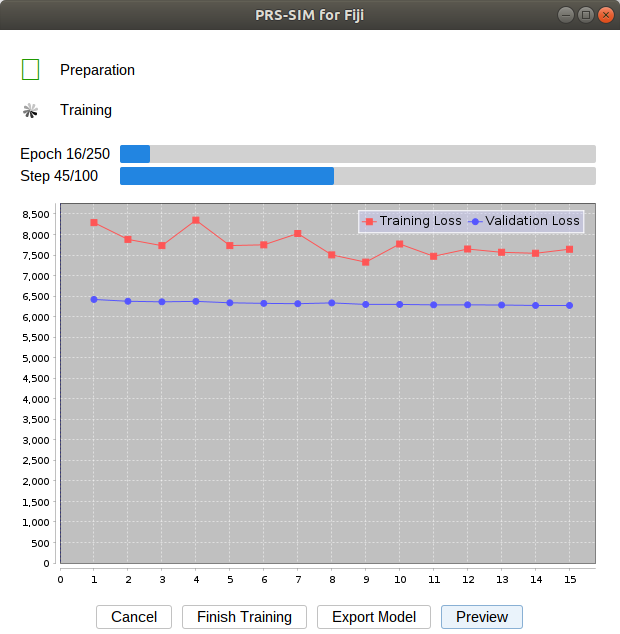 PRS-SIM for Fiji
Preparation
Training
Epoch 16/250
Step 45/100
Training Loss Validation Loss
8,500
8,000
7,500
7,000
6,500
6,000
5,500
5,000
4,500
4,000
3,500
3,000
2,500
2,000
1,500
1,000
500
0
0 1 2 3 4 5 6 7 8 9 10 11 12 13 14 15
Cancel Finish Training Export Model Preview